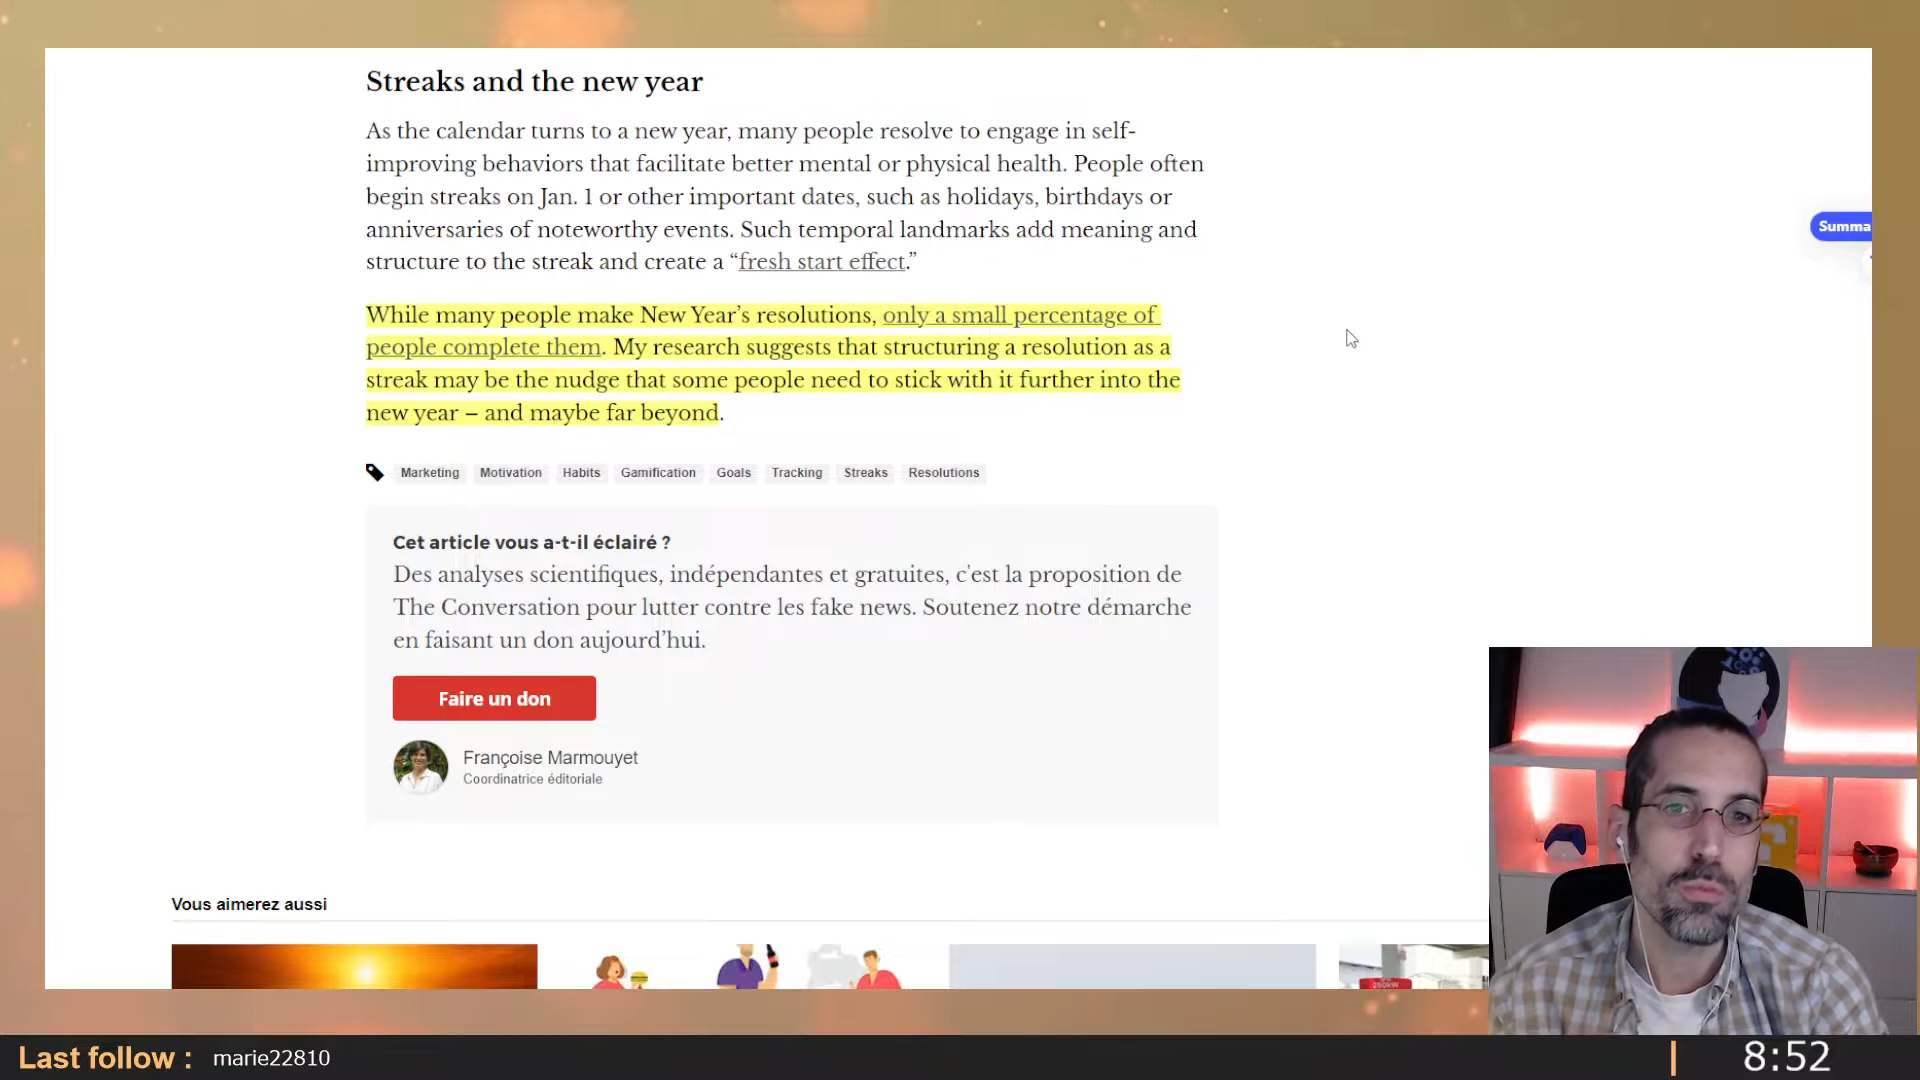 Streaks and the new year
As the calendar turns to a new year, many people resolve to engage in self-
improving behaviors that facilitate better mental or physical health. People often
begin streaks on Jan. 1 or other important dates, such as holidays, birthdays or
anniversaries of noteworthy events. Such temporal landmarks add meaning and
structure to the streak and create a “fresh start effect.”
While many people make New Year’s resolutions, only a small percentage of
people complete them. My research suggests that structuring a resolution as a
streak may be the nudge that some people need to stick with it further into the
new year – and maybe far beyond.
Marketing Motivation Habits Gamification Goals Tracking Streaks Resolutions
Cet article vous a-t-il éclairé ?
Des analyses scientifiques, indépendantes et gratuites, c'est la proposition de
The Conversation pour lutter contre les fake news. Soutenez notre démarche
en faisant un don aujourd’hui.
Faire un don
Françoise Marmouyet
Coordinatrice éditoriale
Vous aimerez aussi
250kW
Summa
Last follow : marie22810
8:52